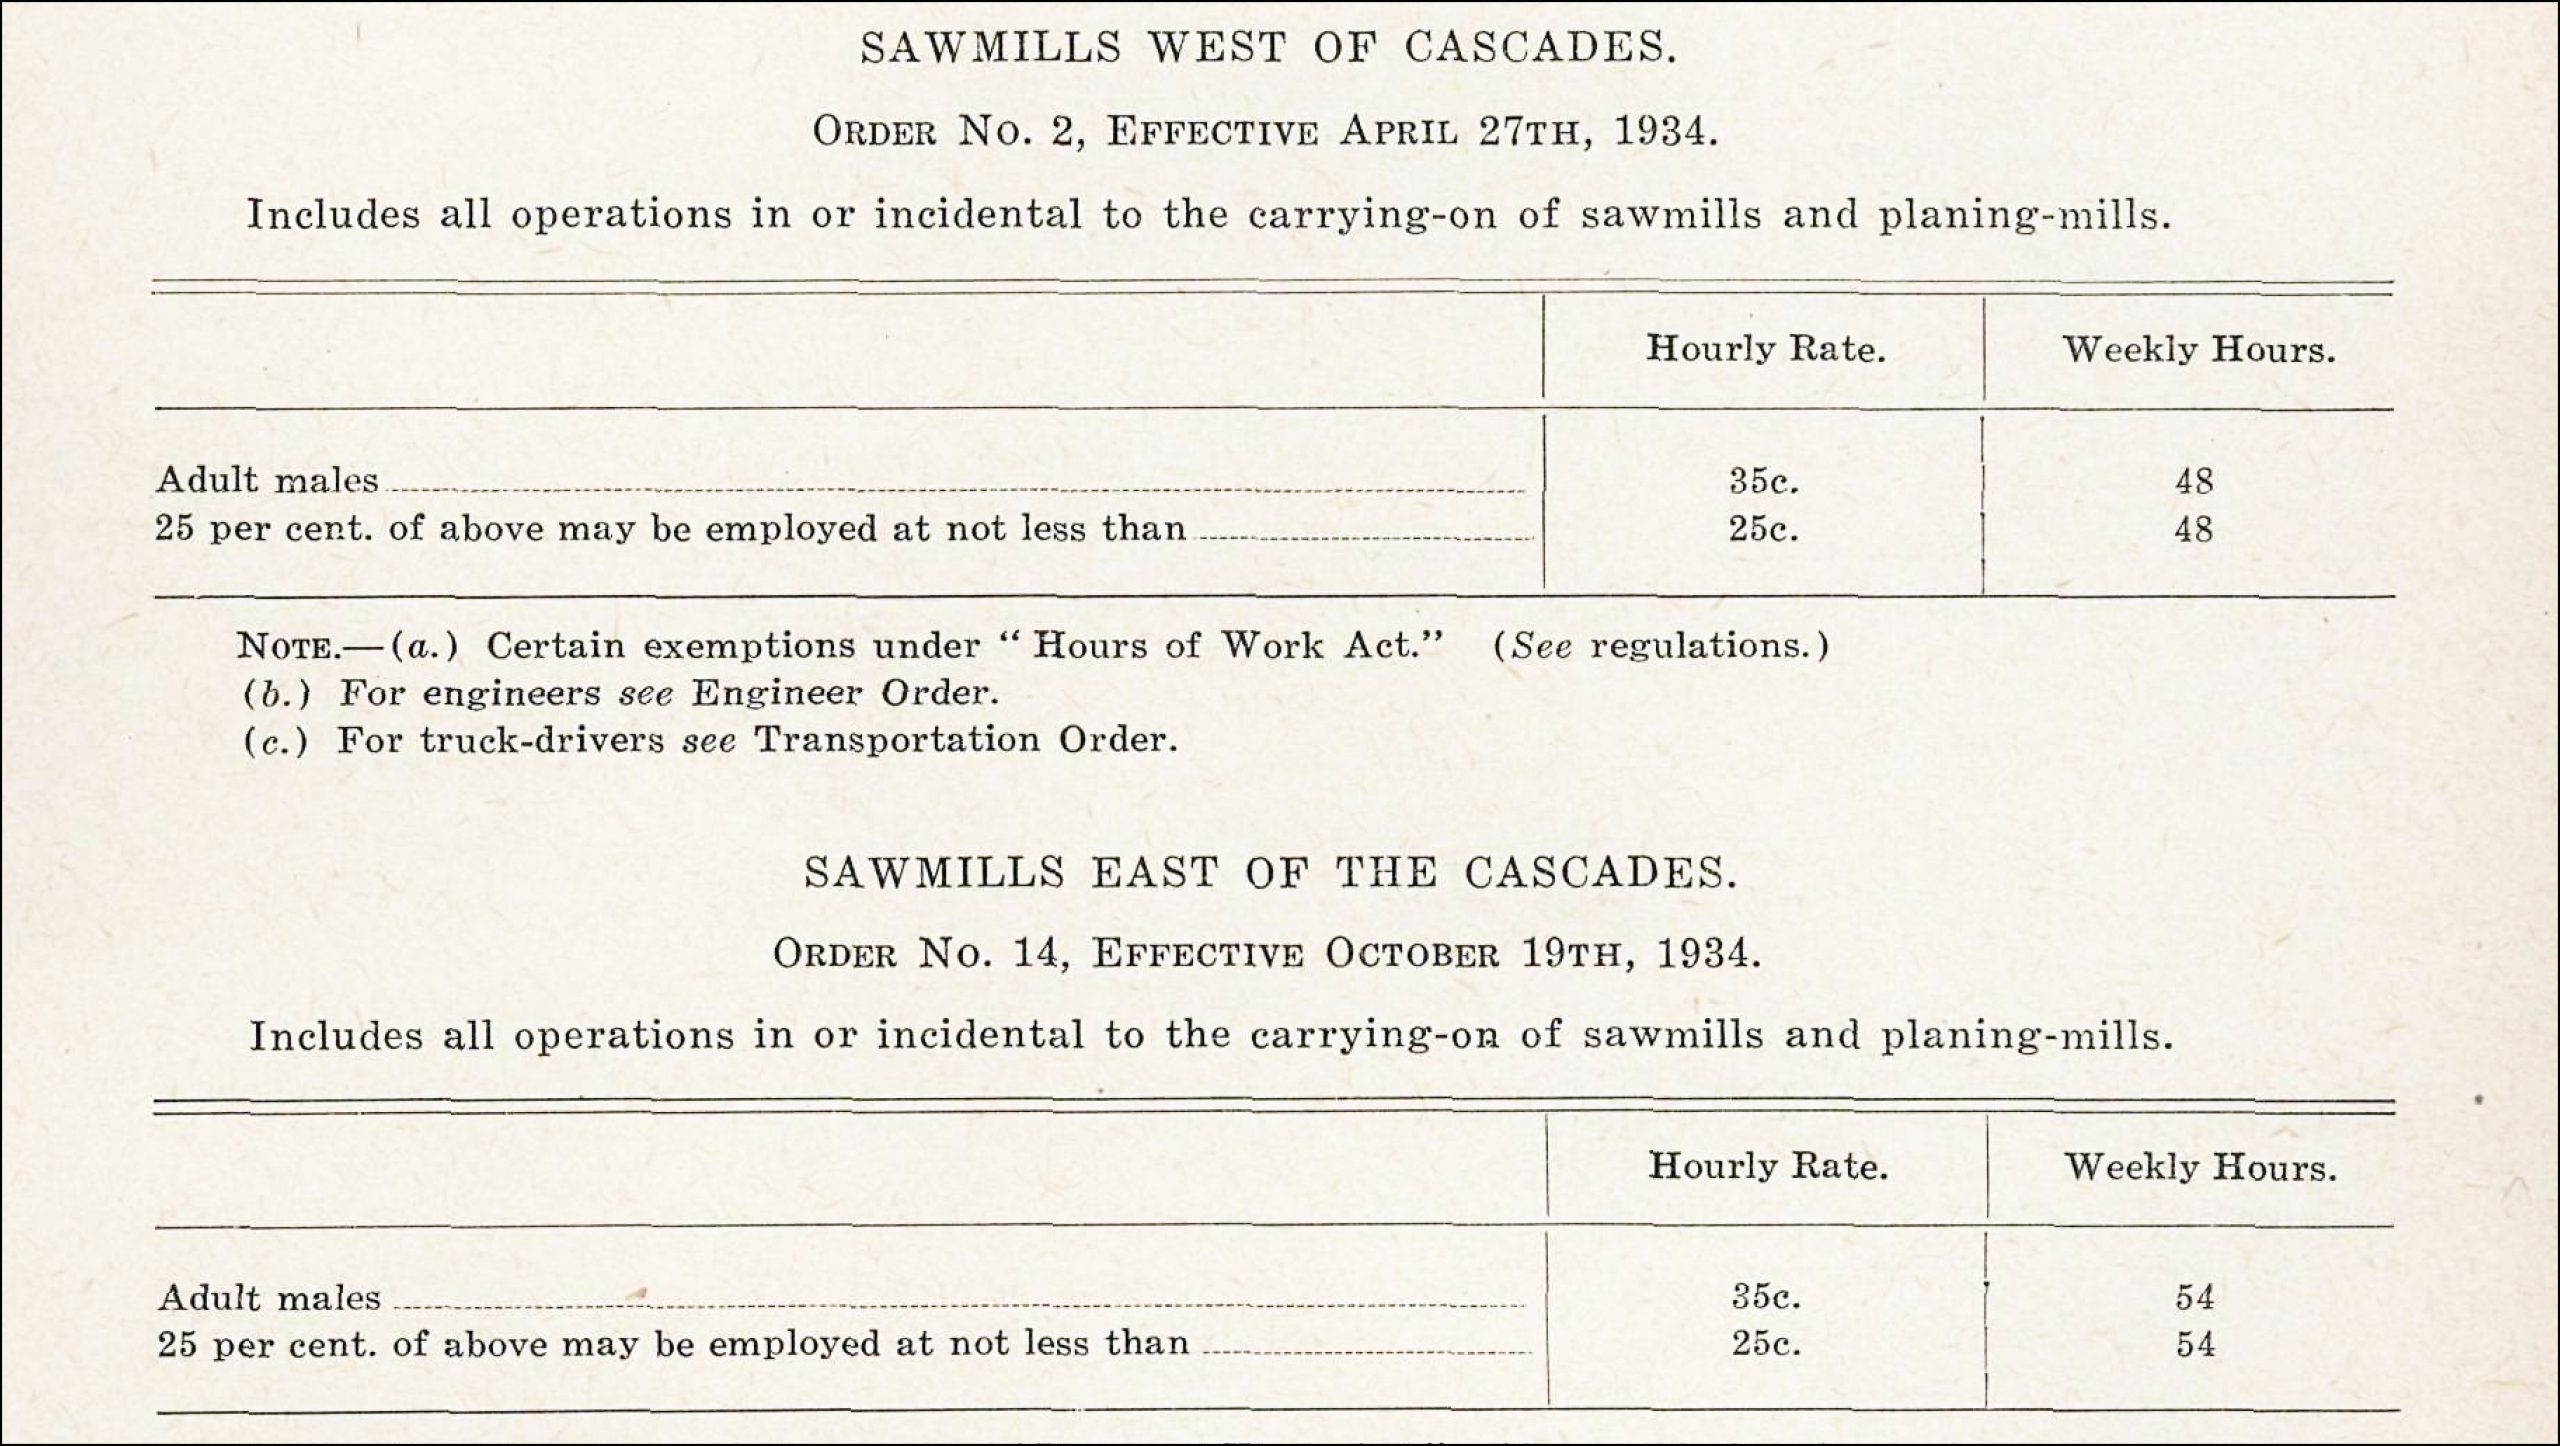 SAWMILLS WEST OF CASCADES.
ORDER NO. 2, EFFECTIVE APRIL 27TH, 1934.
Includes all operations in or incidental to the carrying-on of sawmills and planing-mills.
Hourly Rate. Weekly Hours.
Adult males 35c. 48
25 per cent. of above may be employed at not less than 25c. 48
NOTE.—(a.) Certain exemptions under “ Hours of Work Act.” (See regulations.)
(b.) For engineers see Engineer Order.
(c.) For truck-drivers see Transportation Order.
SAWMILLS EAST OF THE CASCADES.
ORDER NO. 14, EFFECTIVE OCTOBER 19TH, 1934.
Includes all operations in or incidental to the carrying-on of sawmills and planing-mills.
Hourly Rate. Weekly Hours.
Adult males 35c. 54
25 per cent. of above may be employed at not less than 25c. 54